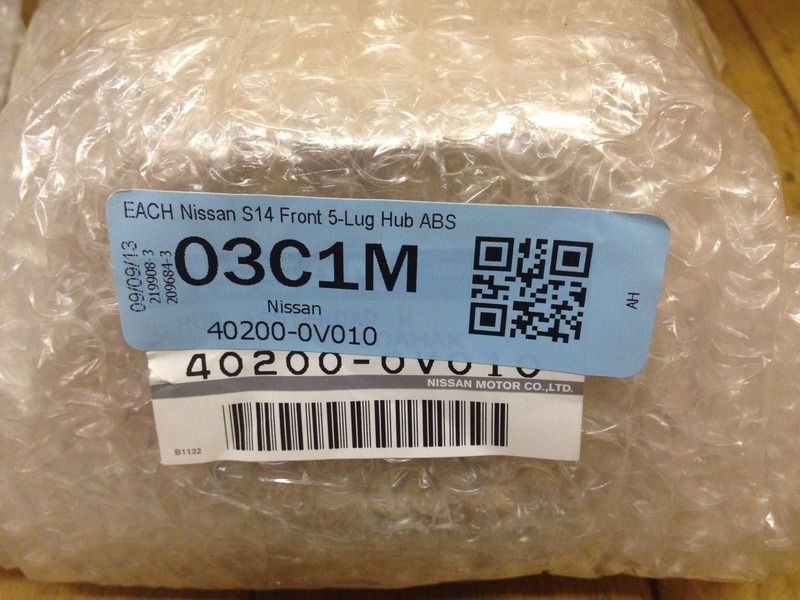 EACH Nissan S14 Front 5-Lug Hub ABS
09/09/13
219908-3
209684-3
03C1M
Nissan
40200-0V010
AH
40200-0V010
NISSAN MOTOR CO.,LTD.
B1132